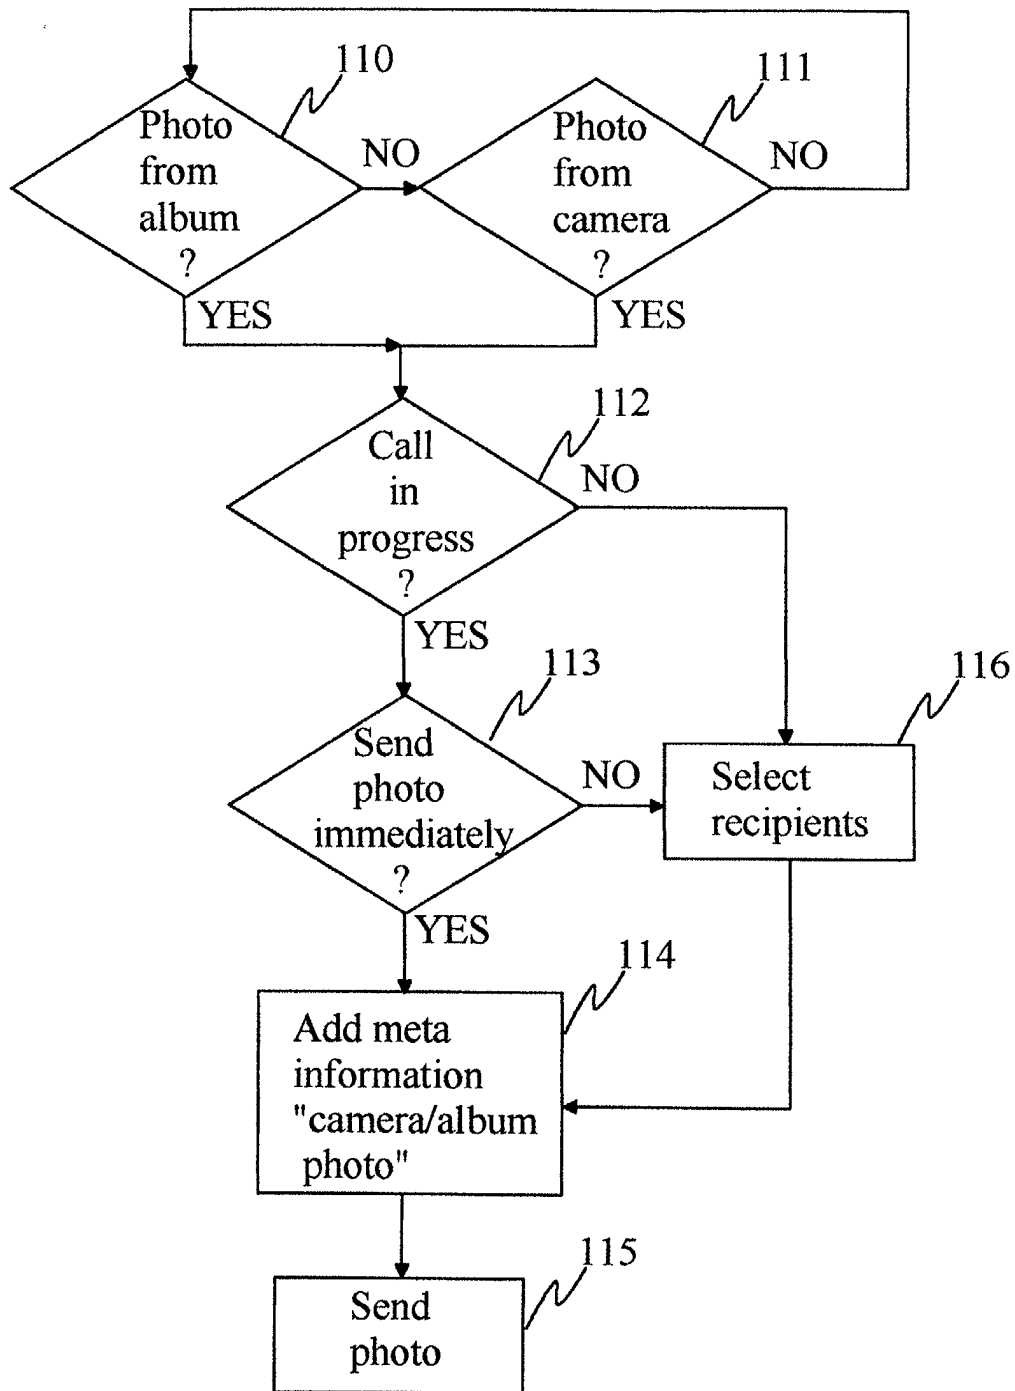 110
Photo
from
album
?
NO
YES
111
Photo
from
camera
?
NO
YES
112
Call
in
progress
?
NO
YES
113
Send
photo
immediately
?
NO
YES
116
Select
recipients
114
Add meta
information
"camera/album
photo"
115
Send
photo